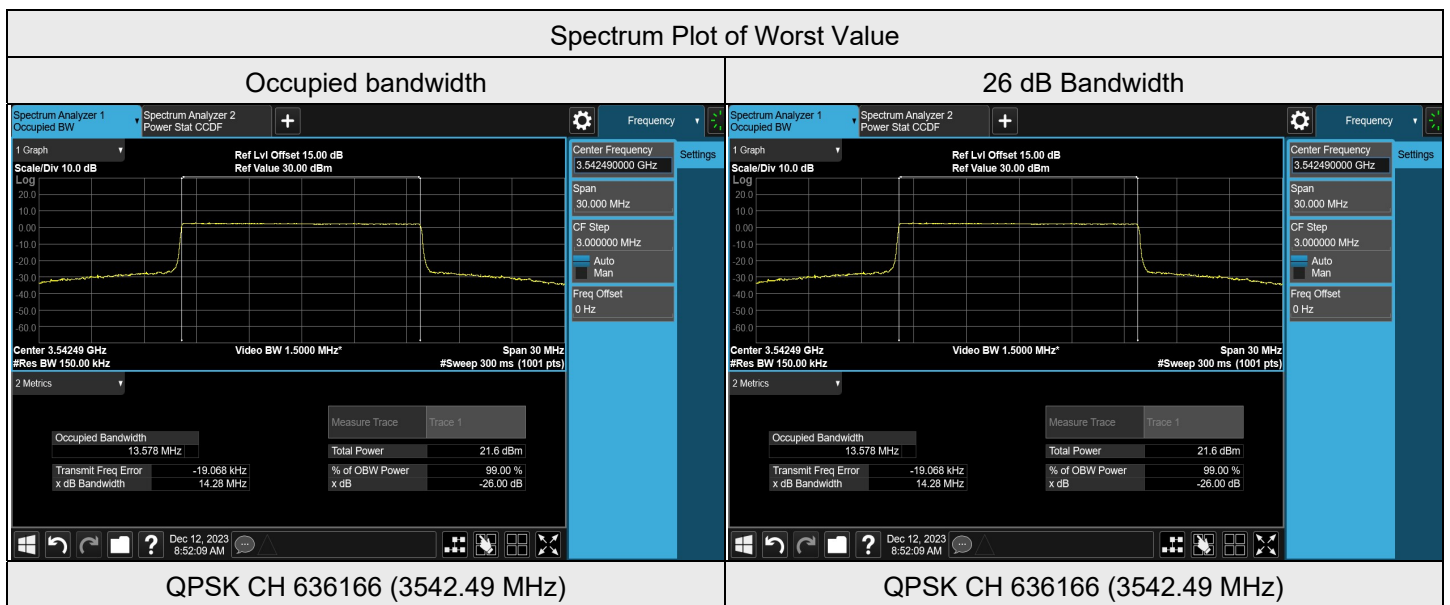 Spectrum Plot of Worst Value
Occupied bandwidth
26 dB Bandwidth
Spectrum Analyzer 1
Occupied BW
Spectrum Analyzer 2
Power Stat CCDF
Frequency
1 Graph
Scale/Div 10.0 dB
Ref Lvl Offset 15.00 dB
Ref Value 30.00 dBm
Log
20.0
10.0
0.00
-10.0
-20.0
-30.0
-40.0
-50.0
-60.0
Center 3.54249 GHz
#Res BW 150.00 kHz
Video BW 1.5000 MHz*
Span 30 MHz
#Sweep 300 ms (1001 pts)
Center Frequency
3.542490000 GHz
Settings
Span
30.000 MHz
CF Step
3.000000 MHz
Auto
Man
Freq Offset
0 Hz
2 Metrics
Measure Trace Trace 1
Occupied Bandwidth
13.578 MHz
Total Power 21.6 dBm
Transmit Freq Error -19.068 kHz
% of OBW Power 99.00 %
x dB Bandwidth 14.28 MHz
x dB -26.00 dB
?
Dec 12, 2023
8:52:09 AM
QPSK CH 636166 (3542.49 MHz)
Spectrum Analyzer 1
Occupied BW
Spectrum Analyzer 2
Power Stat CCDF
Frequency
1 Graph
Scale/Div 10.0 dB
Ref Lvl Offset 15.00 dB
Ref Value 30.00 dBm
Log
20.0
10.0
0.00
-10.0
-20.0
-30.0
-40.0
-50.0
-60.0
Center 3.54249 GHz
#Res BW 150.00 kHz
Video BW 1.5000 MHz*
Span 30 MHz
#Sweep 300 ms (1001 pts)
Center Frequency
3.542490000 GHz
Settings
Span
30.000 MHz
CF Step
3.000000 MHz
Auto
Man
Freq Offset
0 Hz
2 Metrics
Measure Trace Trace 1
Occupied Bandwidth
13.578 MHz
Total Power 21.6 dBm
Transmit Freq Error -19.068 kHz
% of OBW Power 99.00 %
x dB Bandwidth 14.28 MHz
x dB -26.00 dB
?
Dec 12, 2023
8:52:09 AM
QPSK CH 636166 (3542.49 MHz)